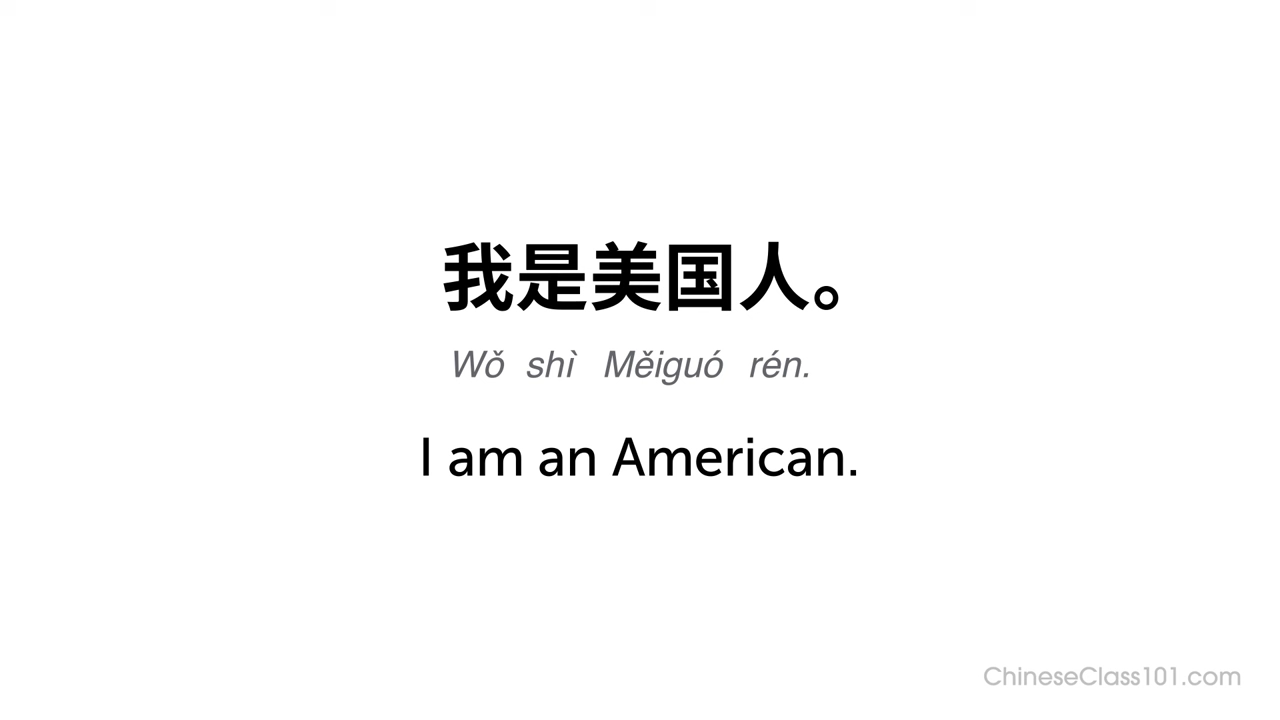 我是美国人。
Wǒ shì Měiguó rén.
I am an American.
ChineseClass101.com